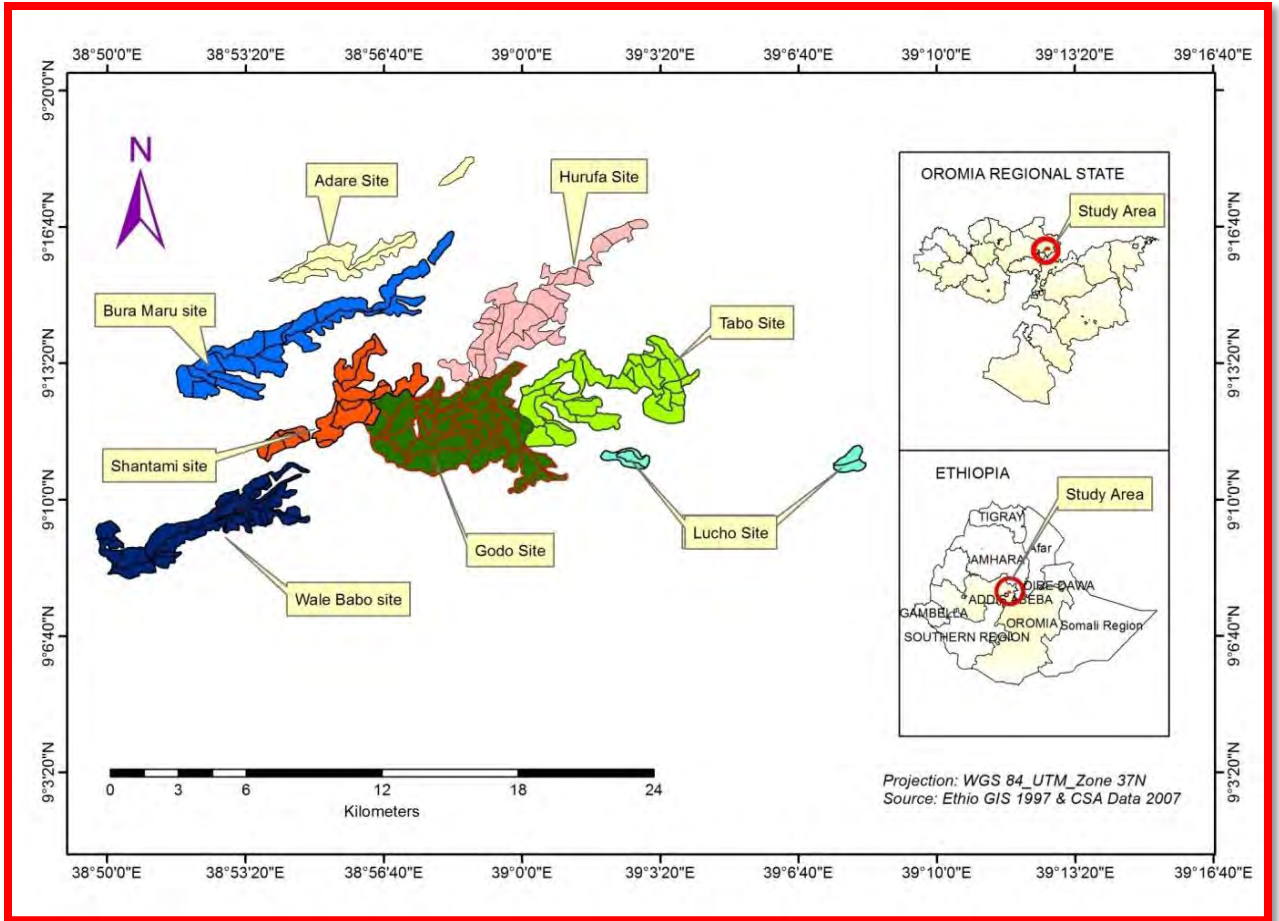 38°50'0"E 38°53'20"E 38°56'40"E 39°0'0"E 39°3'20"E 39°6'40"E 39°10'0"E 39°13'20"E 39°16'40"E
9°20'0"N
9°16'40"N
9°13'20"N
9°10'0"N
9°6'40"N
9°3'20"N
N
Adare Site
Hurufa Site
Bura Maru site
Tabo Site
Shantami site
Lucho Site
Godo Site
Wale Babo site
OROMIA REGIONAL STATE
Study Area
ETHIOPIA
Study Area
TIGRAY
Afar
AMHARA
DIRE DAWA
ADDIS ABEBA
GAMBELLA
OROMIA
Somali Region
SOUTHERN REGION
9°16'40"N
9°13'20"N
9°10'0"N
9°6'40"N
9°3'20"N
0 3 6 12 18 24
Kilometers
Projection: WGS 84_UTM_Zone 37N
Source: Ethio GIS 1997 & CSA Data 2007
38°50'0"E 38°53'20"E 38°56'40"E 39°0'0"E 39°3'20"E 39°6'40"E 39°10'0"E 39°13'20"E 39°16'40"E